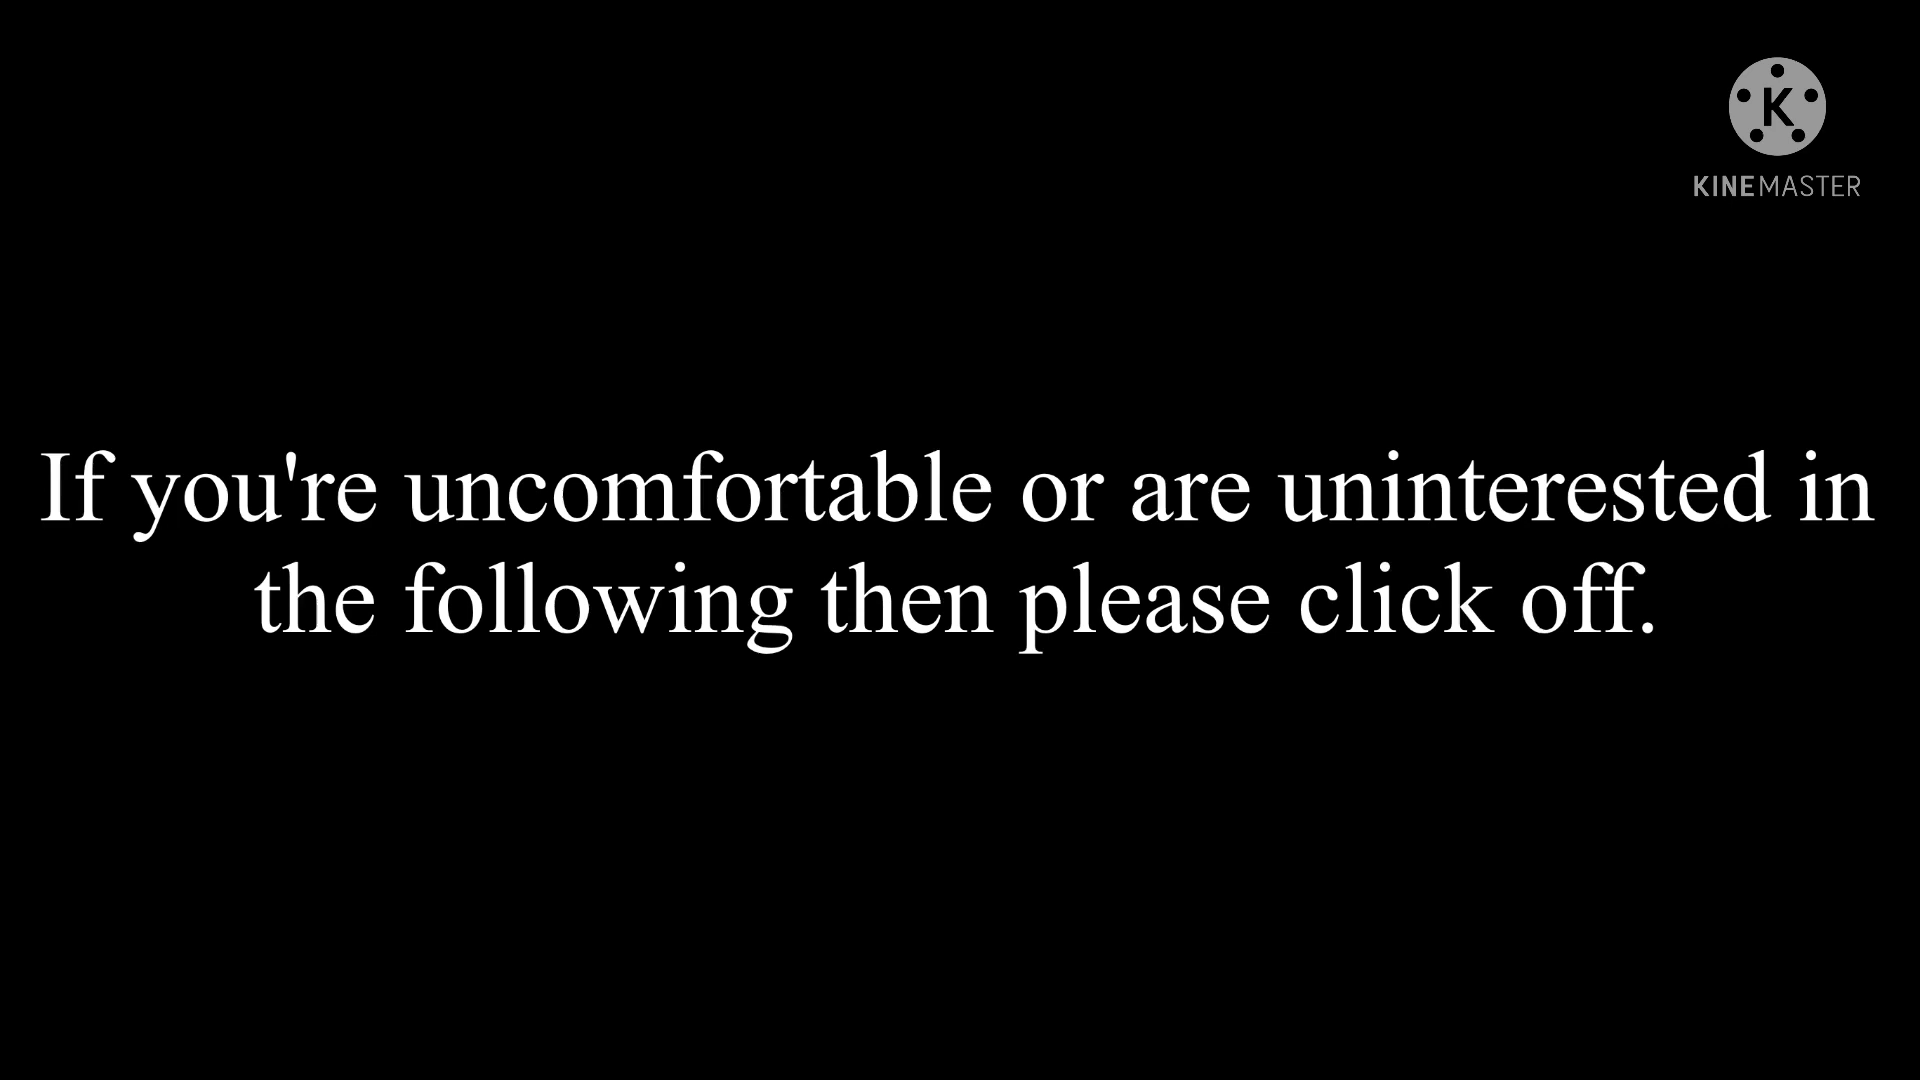 K
KINEMASTER
If you're uncomfortable or are uninterested in
the following then please click off.